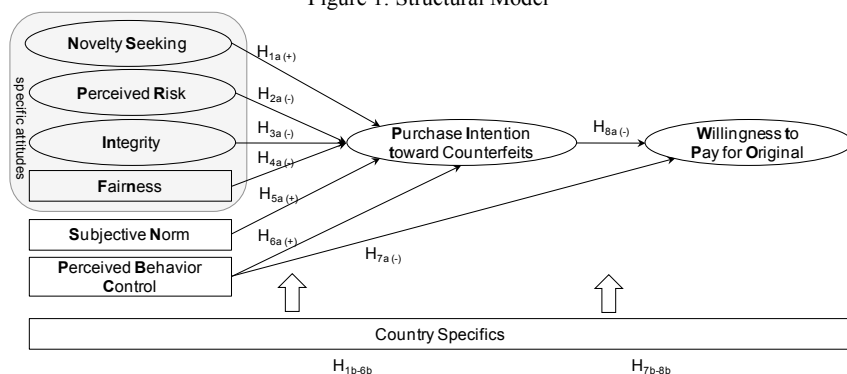 Figure 1: Structural Model
Novelty Seeking
H1a (+)
specific attitudes
Perceived Risk
H2a (-)
Integrity
H3a (-)
Purchase Intention
toward Counterfeits
H8a (-)
Willingness to
Pay for Original
H4a (-)
Fairness
H5a (+)
Subjective Norm
H6a (+)
Perceived Behavior
Control
H7a (-)
Country Specifics
H1b-6b
H7b-8b